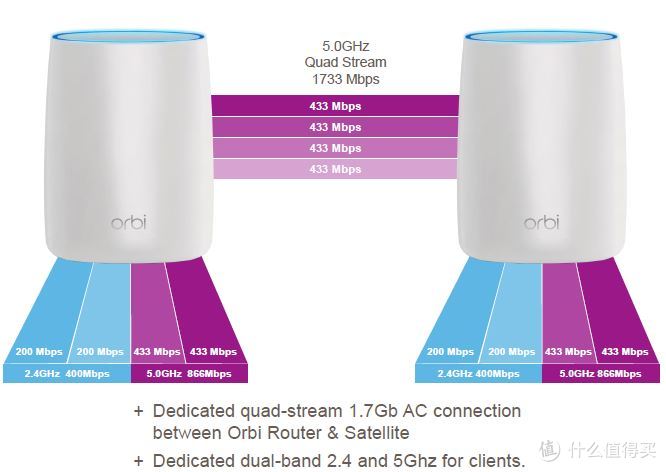 5.0GHz
Quad Stream
1733 Mbps
433 Mbps
433 Mbps
433 Mbps
433 Mbps
orbi
orbi
200 Mbps 200 Mbps 433 Mbps 433 Mbps
2.4GHz 400Mbps 5.0GHz 866Mbps
200 Mbps 200 Mbps 433 Mbps 433 Mbps
2.4GHz 400Mbps 5.0GHz 866Mbps
+ Dedicated quad-stream 1.7Gb AC connection
between Orbi Router & Satellite
+ Dedicated dual-band 2.4 and 5Ghz for clients.
值 什么值得买